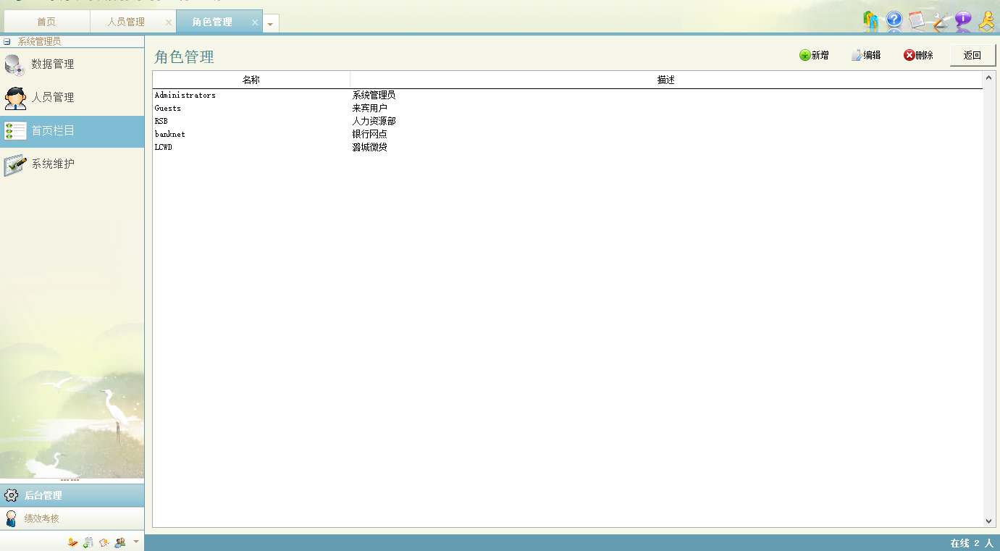 首页 人员管理 角色管理
系统管理员
数据管理
人员管理
首页栏目
系统维护
后台管理
绩效考核
角色管理 新增 编辑 删除 返回
名称 描述
Administrators 系统管理员
Guests 来宾用户
RSB 人力资源部
banknet 银行网点
LCWD 潞城微贷
在线 2 人